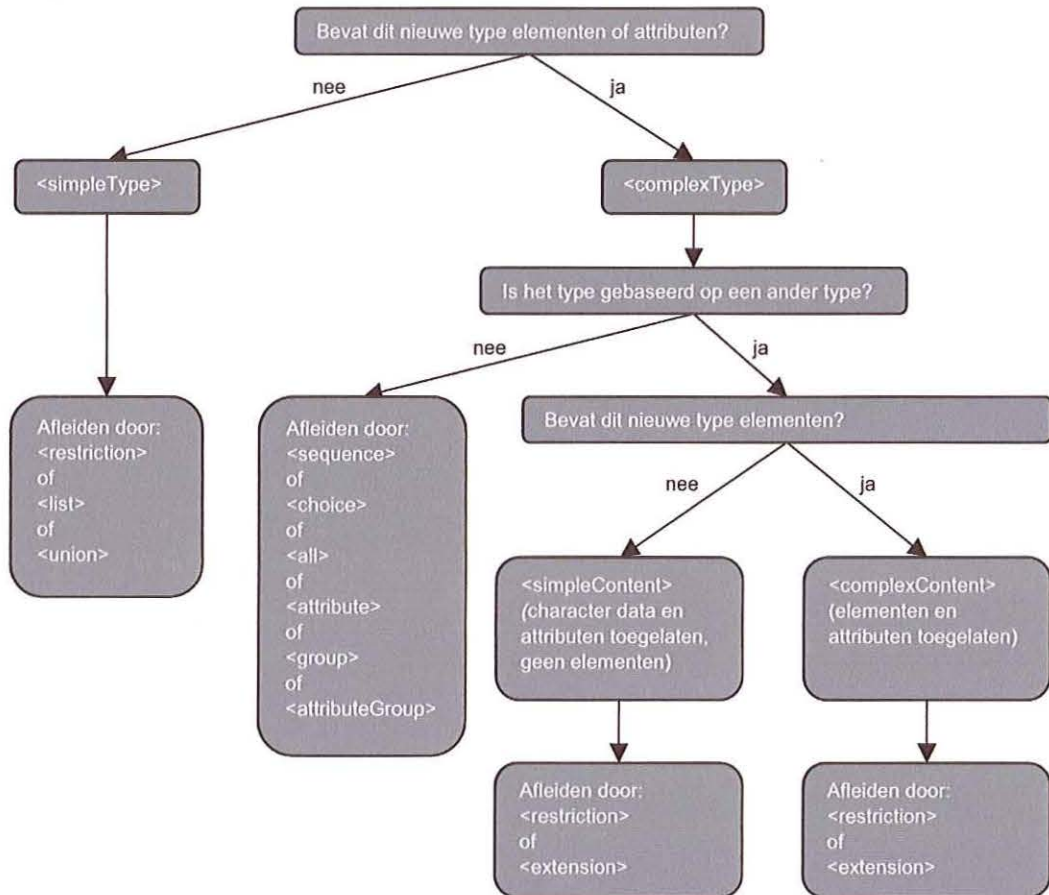 Bevat dit nieuwe type elementen of attributen?
nee
ja
<simpleType>
<complexType>
Is het type gebaseerd op een ander type?
nee
ja
Afleiden door:
<restriction>
of
<list>
of
<union>
Afleiden door:
<sequence>
of
<choice>
of
<all>
of
<attribute>
of
<group>
of
<attributeGroup>
Bevat dit nieuwe type elementen?
nee
ja
<simpleContent>
(character data en
attributen toegelaten,
geen elementen)
<complexContent>
(elementen en
attributen toegelaten)
Afleiden door:
<restriction>
of
<extension>
Afleiden door:
<restriction>
of
<extension>